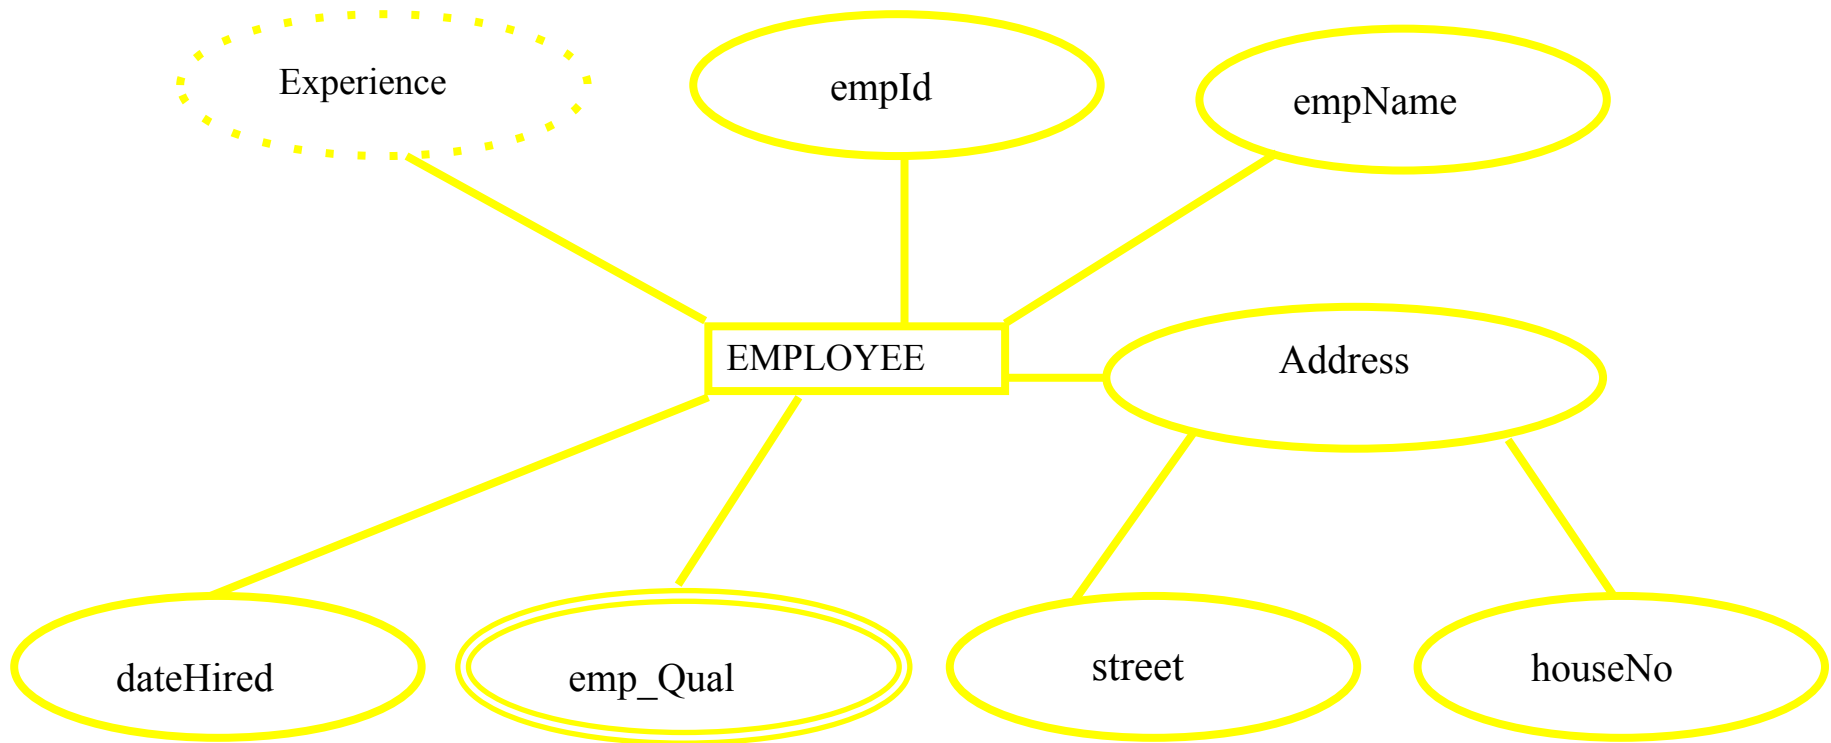 Experience
empId
empName
EMPLOYEE
Address
dateHired
emp_Qual
street
houseNo